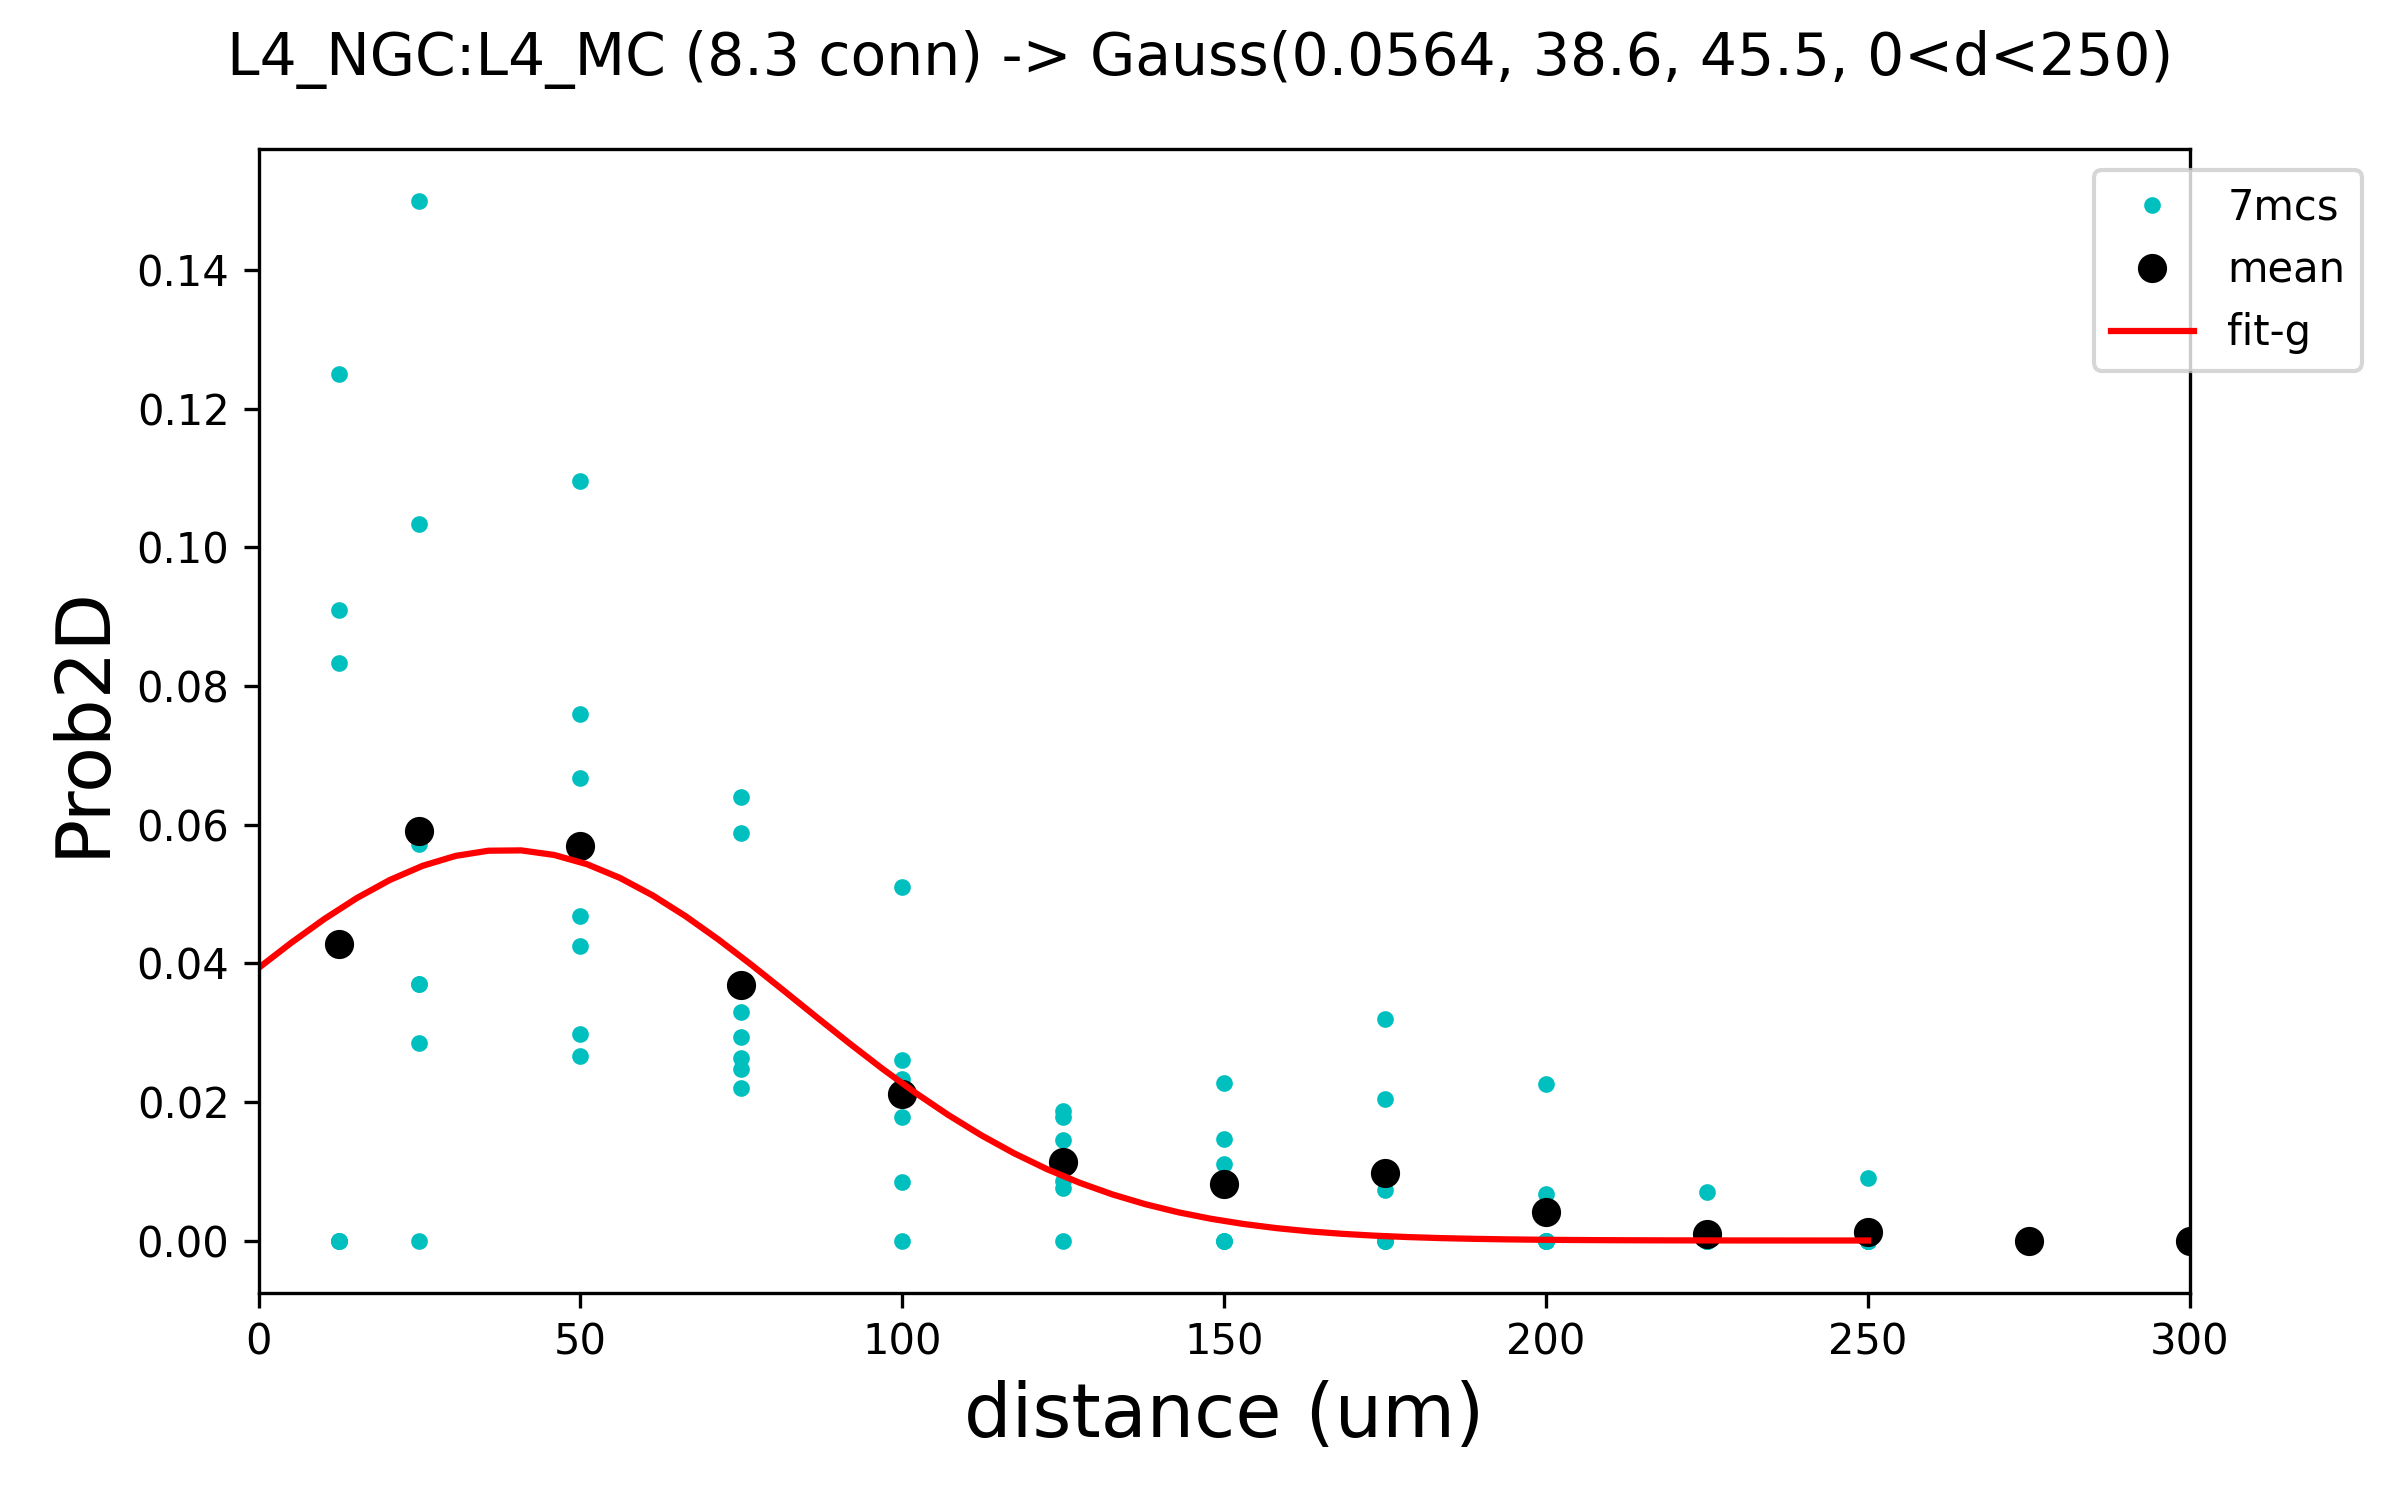 L4_NGC:L4_MC (8.3 conn) -> Gauss(0.0564, 38.6, 45.5, 0<d<250)
7mcs
mean
fit-g
Prob2D
0.14
0.12
0.10
0.08
0.06
0.04
0.02
0.00
0 50 100 150 200 250 300
distance (um)